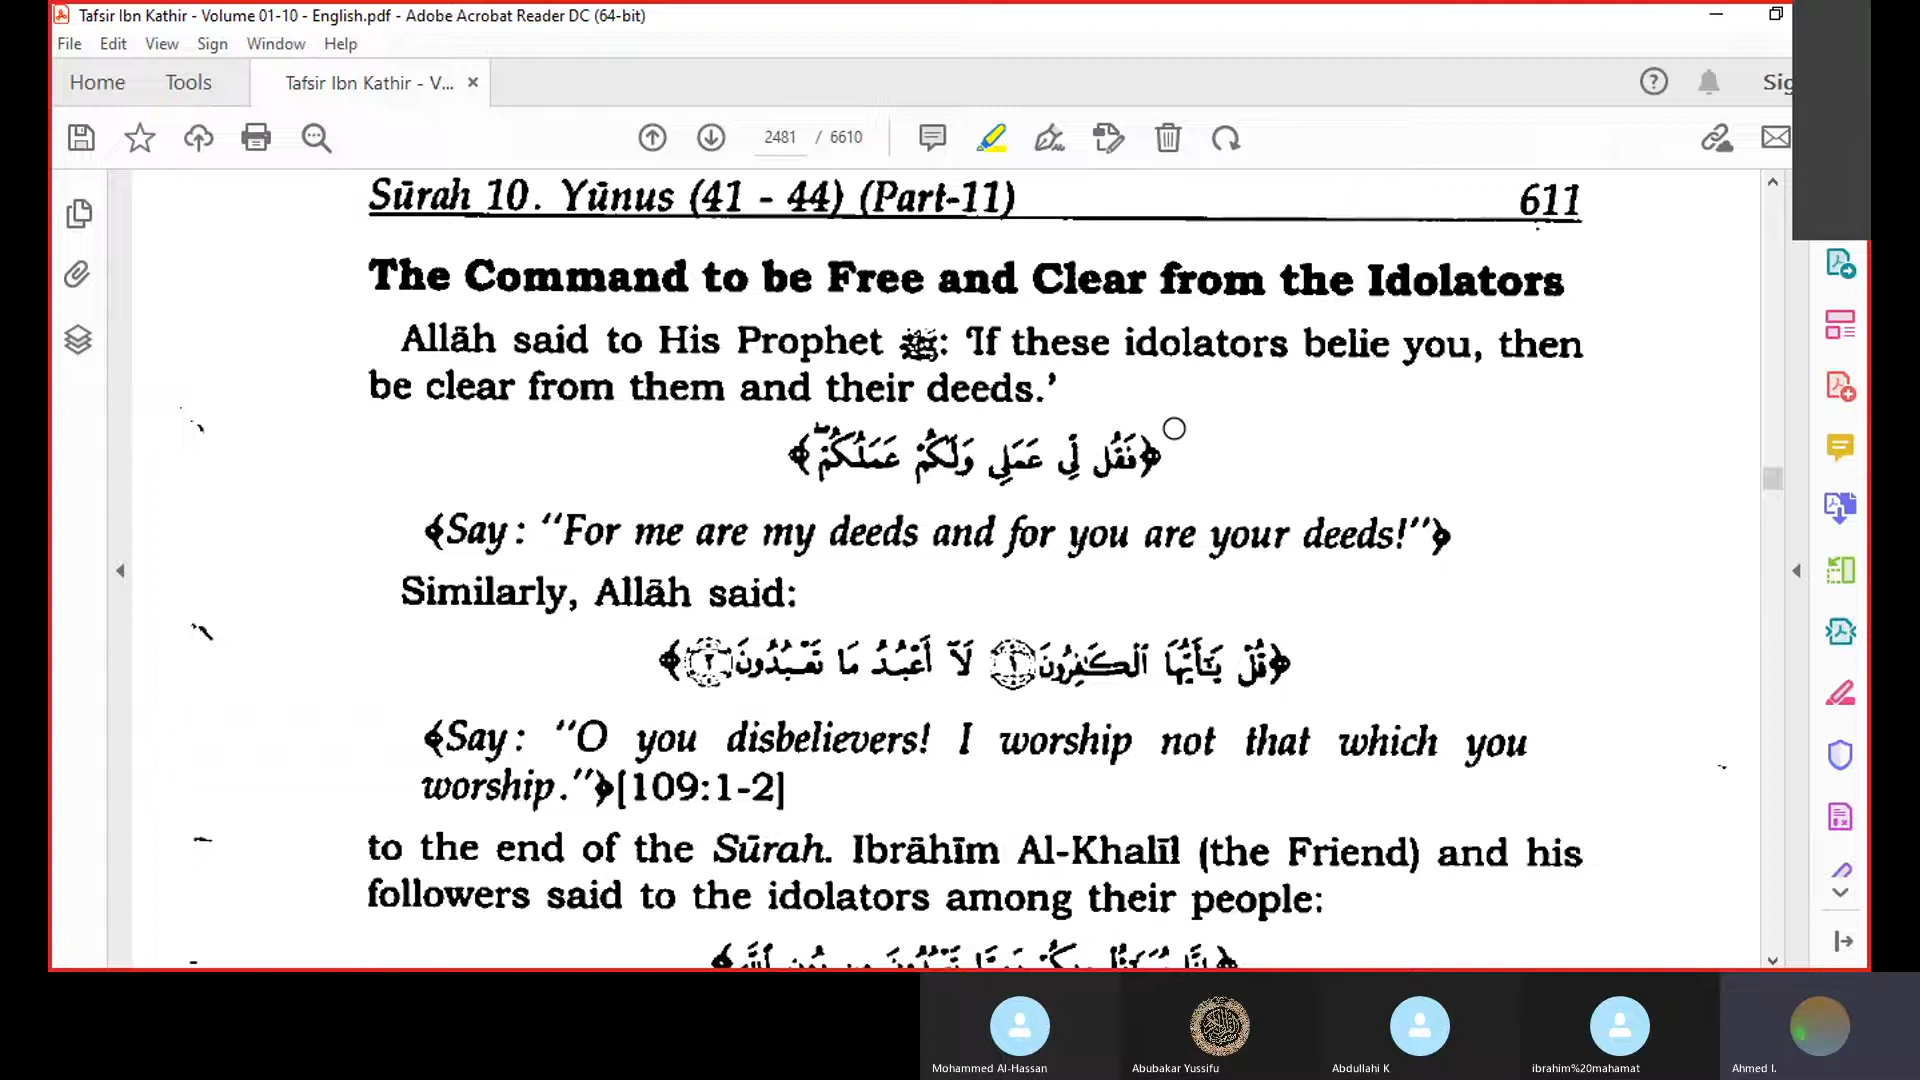 Tafsir Ibn Kathir - Volume 01-10 - English.pdf - Adobe Acrobat Reader DC (64-bit)
File Edit View Sign Window Help
Home Tools Tafsir Ibn Kathir - V... ×
2481 / 6610
Sūrah 10. Yūnus (41 - 44) (Part-11) 611
The Command to be Free and Clear from the Idolators
Allāh said to His Prophet ﷺ: 'If these idolators belie you, then
be clear from them and their deeds.'
﴿فَقُل لِّي عَمَلِي وَلَكُمْ عَمَلُكُمْ ۖ﴾
﴾Say: "For me are my deeds and for you are your deeds!"﴿
Similarly, Allāh said:
﴿قُلْ يَـٰٓأَيُّهَا ٱلْكَـٰفِرُونَ ١ لَآ أَعْبُدُ مَا تَعْبُدُونَ ٢﴾
﴾Say: "O you disbelievers! I worship not that which you
worship."﴿[109:1-2]
to the end of the Sūrah. Ibrāhīm Al-Khalīl (the Friend) and his
followers said to the idolators among their people:
Mohammed Al-Hassan Abubakar Yussifu Abdullahi K ibrahim%20mahamat Ahmed I.